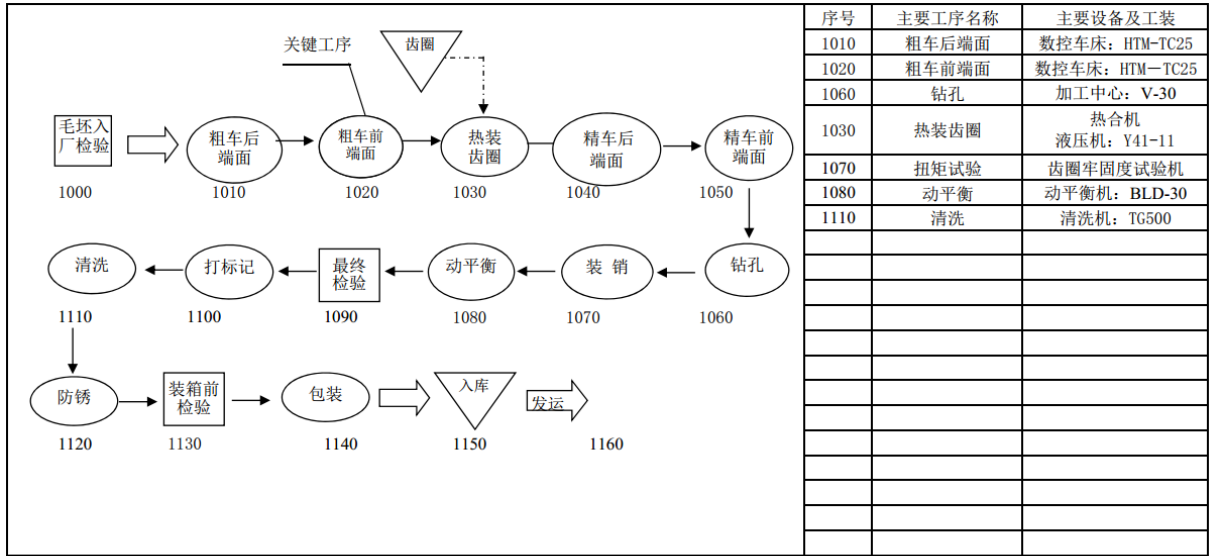 关键工序
齿圈
毛坯入
厂检验
粗车后
端面
粗车前
端面
热装
齿圈
精车后
端面
精车前
端面
1000
1010
1020
1030
1040
1050
清洗
打标记
最终
检验
动平衡
装 销
钻孔
1110
1100
1090
1080
1070
1060
防锈
装箱前
检验
包装
入库
发运
1120
1130
1140
1150
1160
序号 主要工序名称 主要设备及工装
1010 粗车后端面 数控车床：HTM-TC25
1020 粗车前端面 数控车床：HTM－TC25
1060 钻孔 加工中心：V-30
1030 热装齿圈 热合机
液压机：Y41-11
1070 扭矩试验 齿圈牢固度试验机
1080 动平衡 动平衡机：BLD-30
1110 清洗 清洗机：TG500